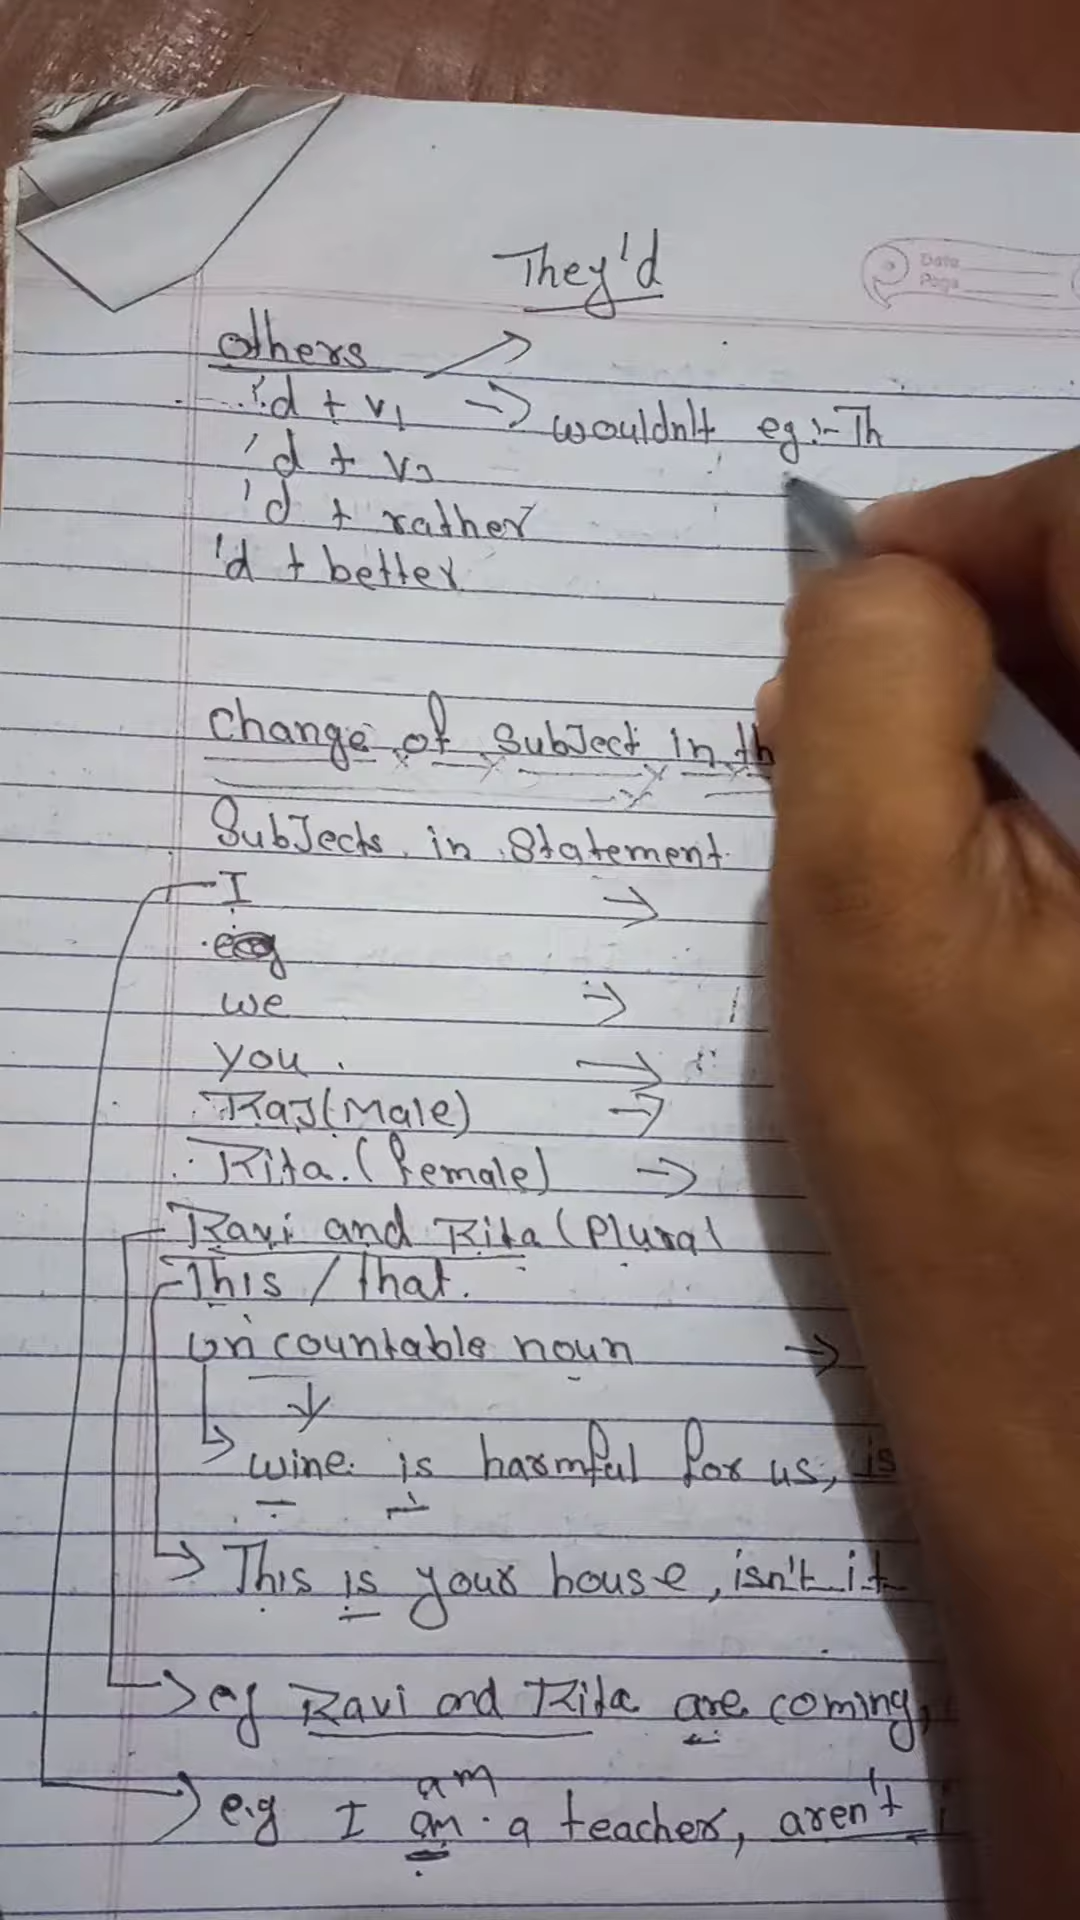 They'd
Date
Page
others
'd + V1 → wouldn't eg:- Th
'd + V3
'd + rather
'd + better
Change of SubJect in th
SubJects in Statement
I →
we →
you →
Raj (Male) →
Rita (female) →
Ravi and Rita (Plural
This / that.
Uncountable noun →
wine is harmful for us, is
This is your house, isn't it
eg Ravi and Rita are coming,
am
e.g I am a teacher, aren't i